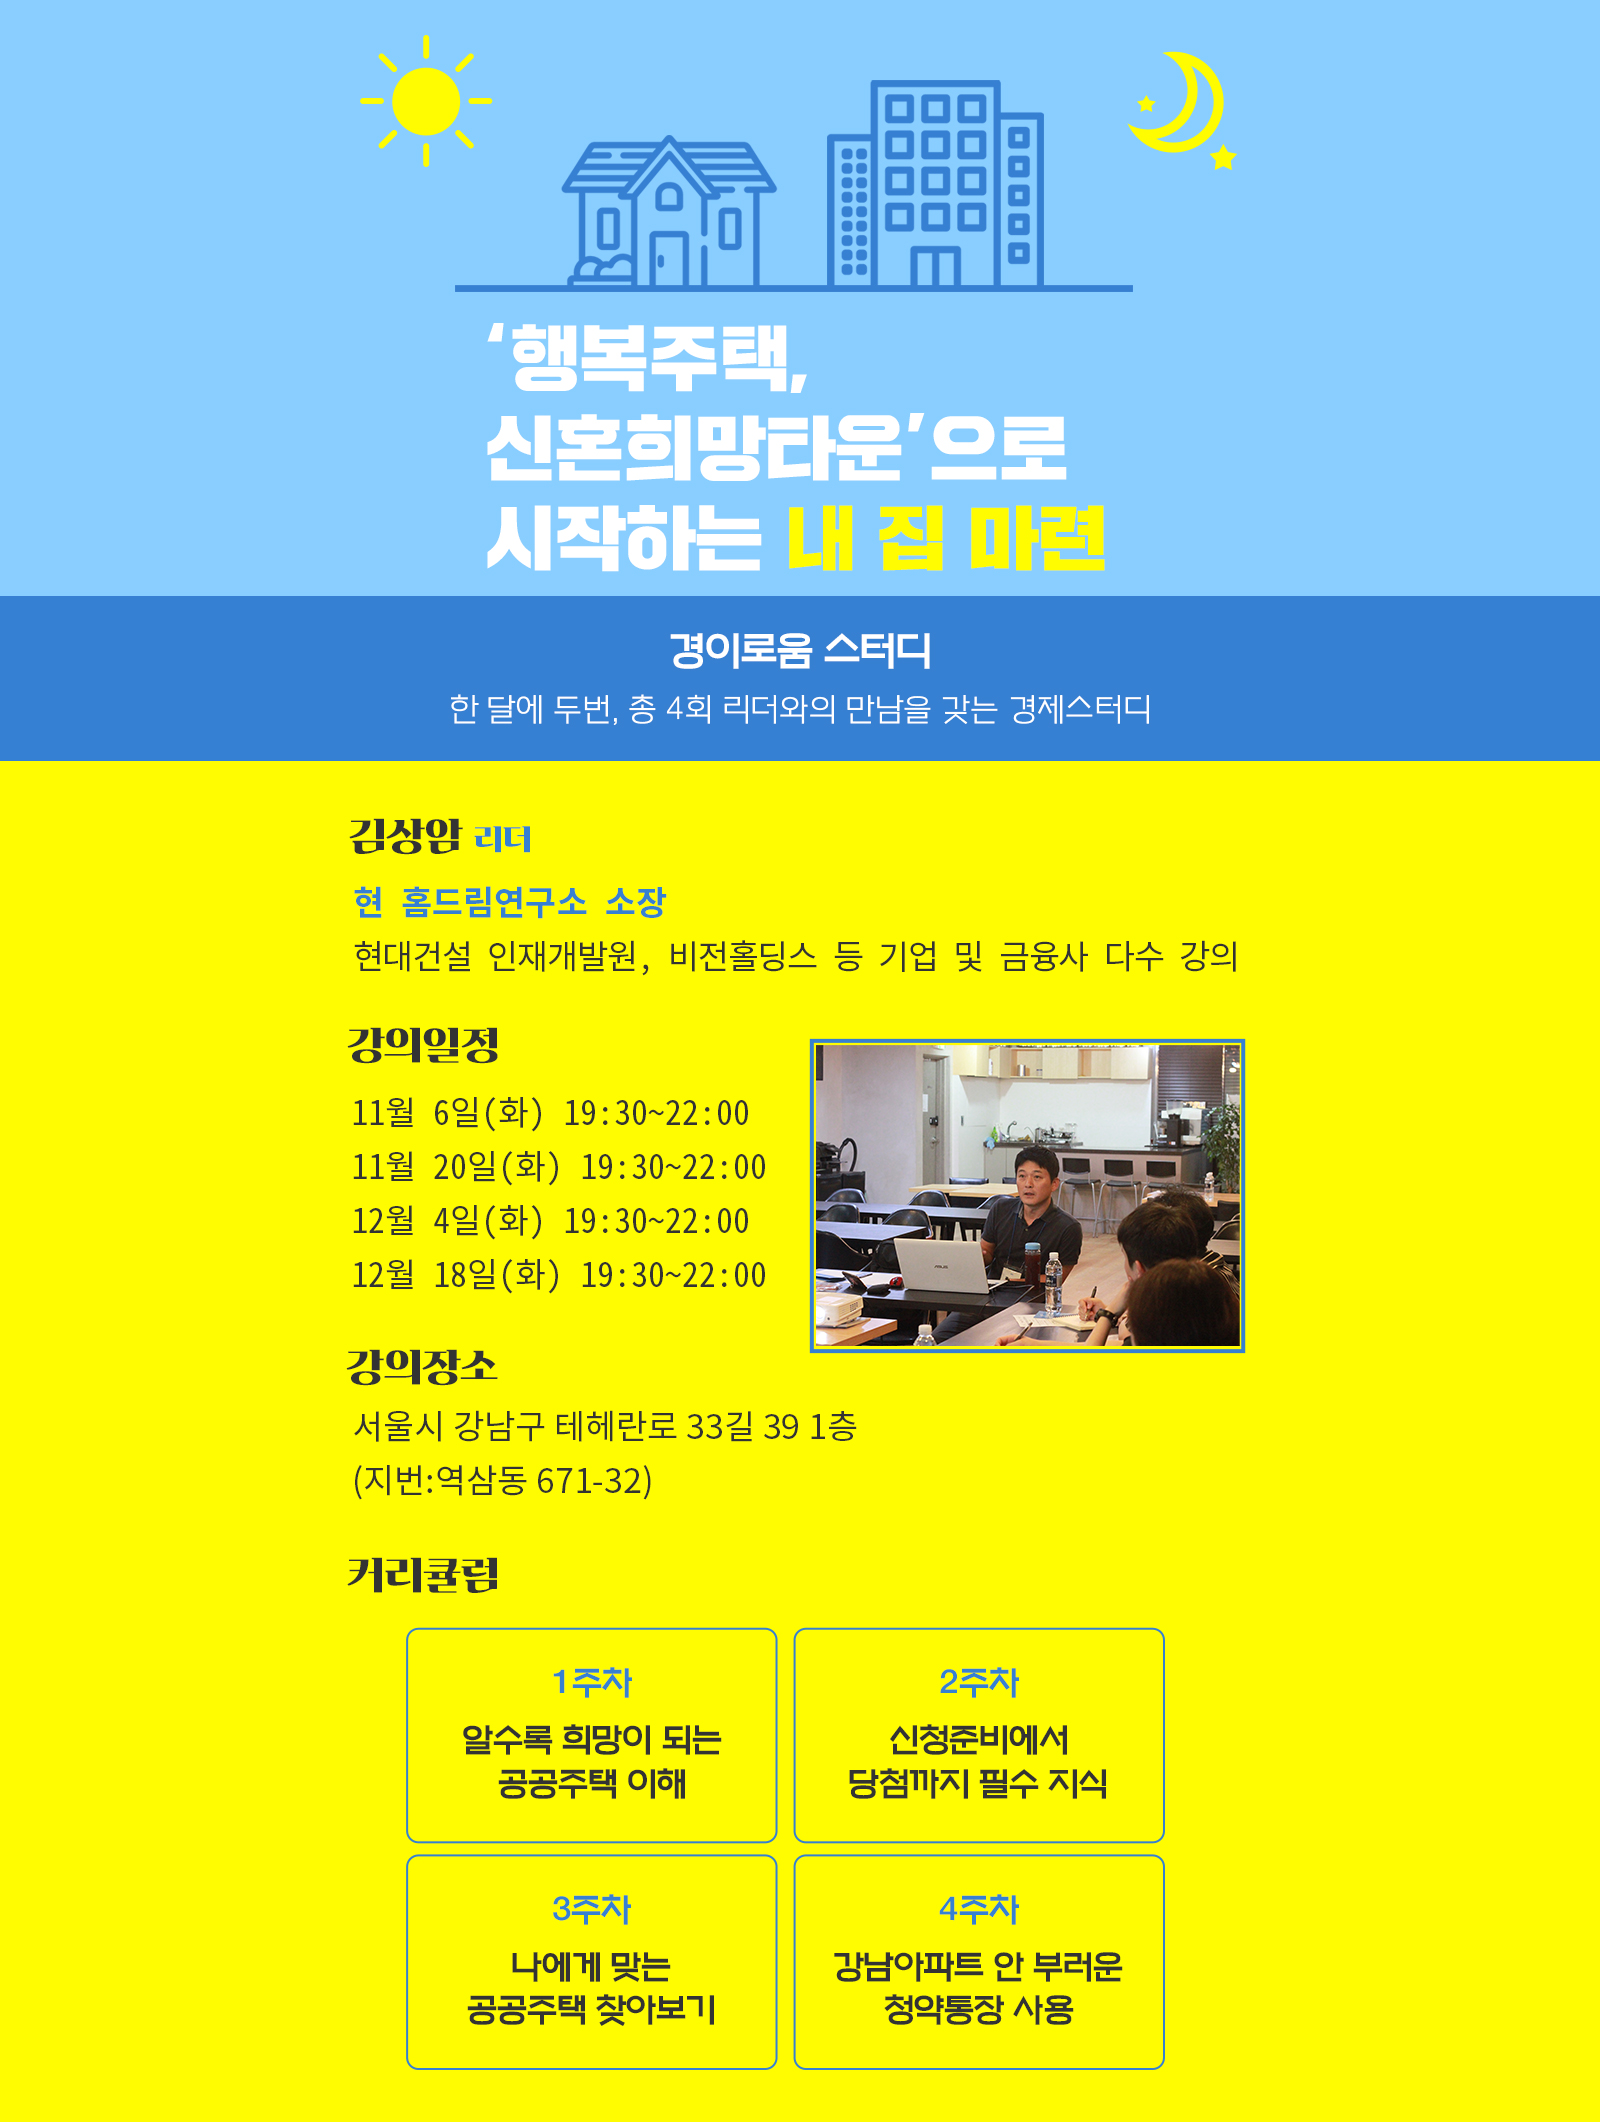 ‘행복주택,
신혼희망타운’으로
시작하는 내 집 마련
경이로움 스터디
한 달에 두번, 총 4회 리더와의 만남을 갖는 경제스터디
김상암 리더
현 홈드림연구소 소장
현대건설 인재개발원, 비전홀딩스 등 기업 및 금융사 다수 강의
강의일정
11월 6일(화) 19:30~22:00
11월 20일(화) 19:30~22:00
12월 4일(화) 19:30~22:00
12월 18일(화) 19:30~22:00
강의장소
서울시 강남구 테헤란로 33길 39 1층
(지번:역삼동 671-32)
커리큘럼
1주차
알수록 희망이 되는
공공주택 이해
2주차
신청준비에서
당첨까지 필수 지식
3주차
나에게 맞는
공공주택 찾아보기
4주차
강남아파트 안 부러운
청약통장 사용